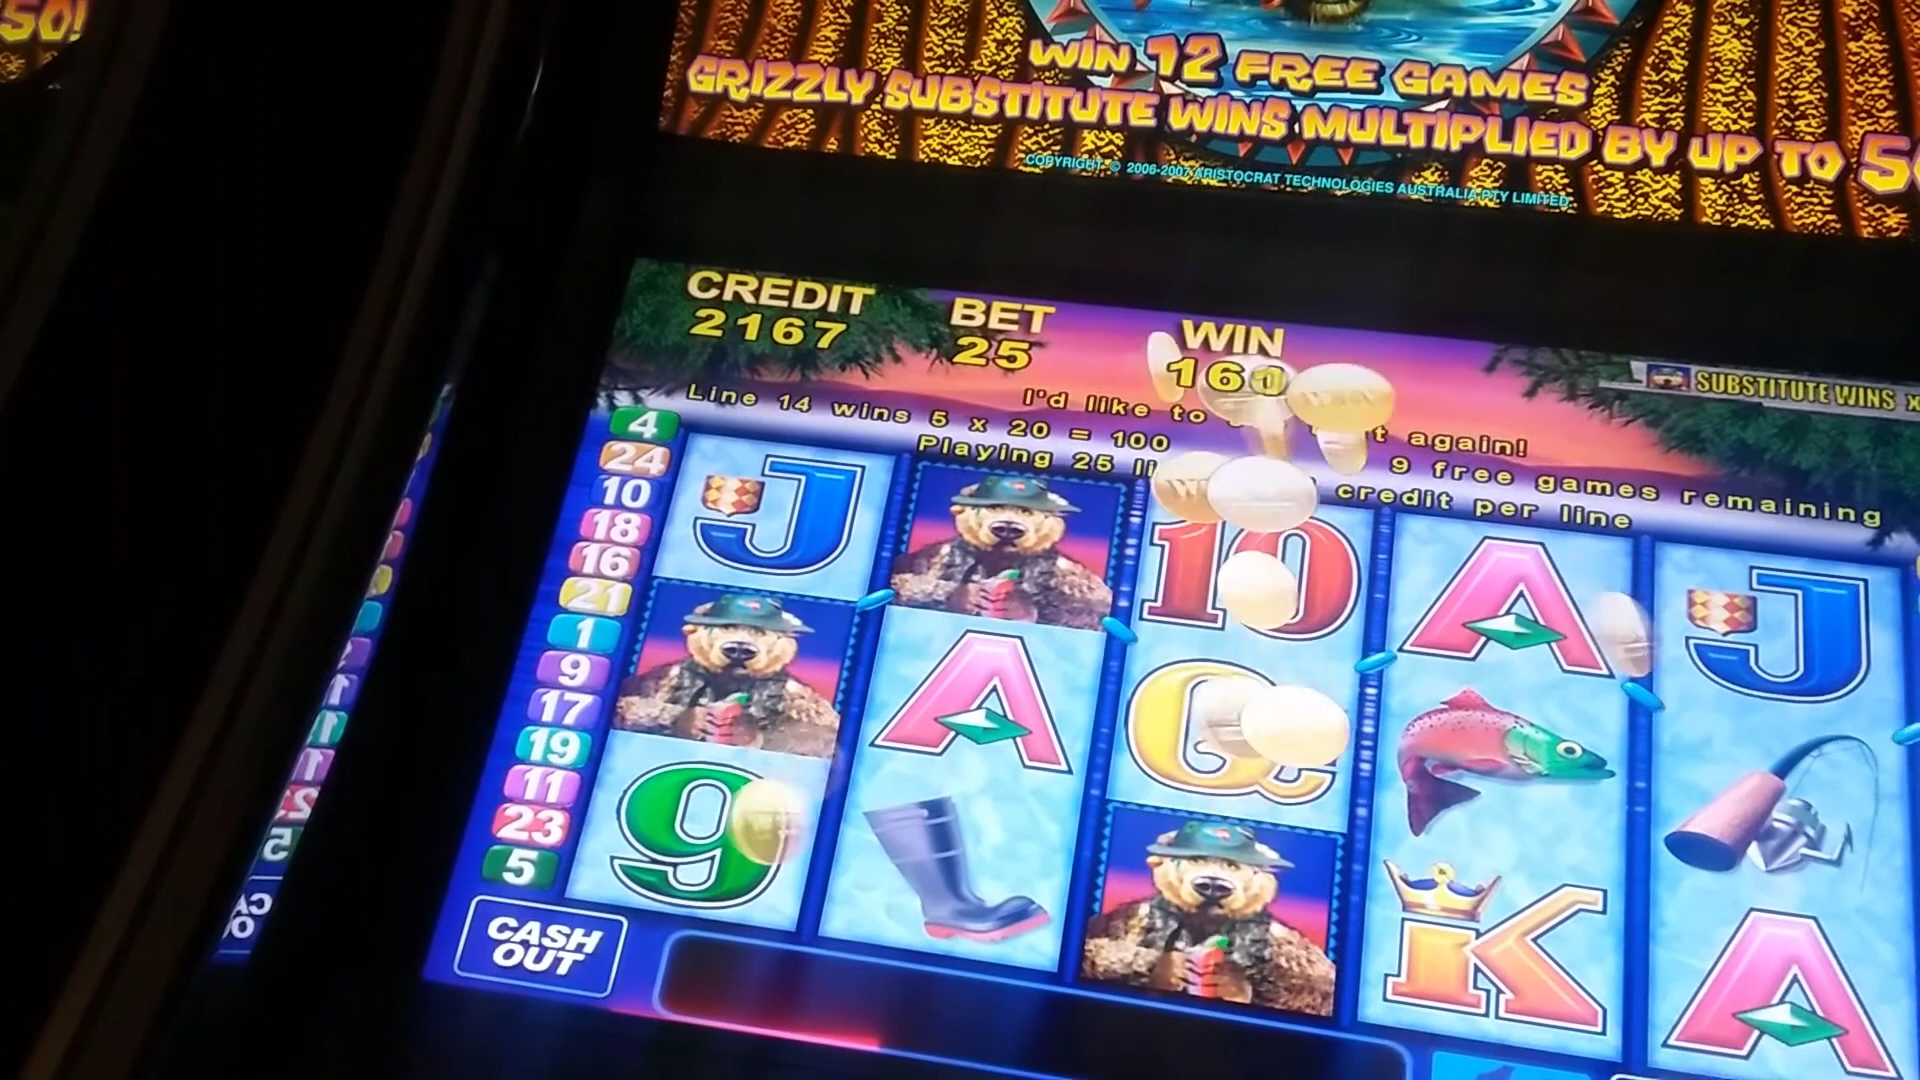 50!
WIN 12 FREE GAMES
GRIZZLY SUBSTITUTE WINS MULTIPLIED BY UP TO
COPYRIGHT © 2006-2007 ARISTOCRAT TECHNOLOGIES AUSTRALIA PTY LIMITED
CREDIT BET WIN
2167 25
SUBSTITUTE WINS X
I'd like to again!
Line 14 wins 5 x 20 = 100
9 free games remaining
Playing 25 credit per line
4
24
10
18
16
21
1
9
17
19
11
23
5
J 10 A J
A Q
9 K A
CASH
OUT